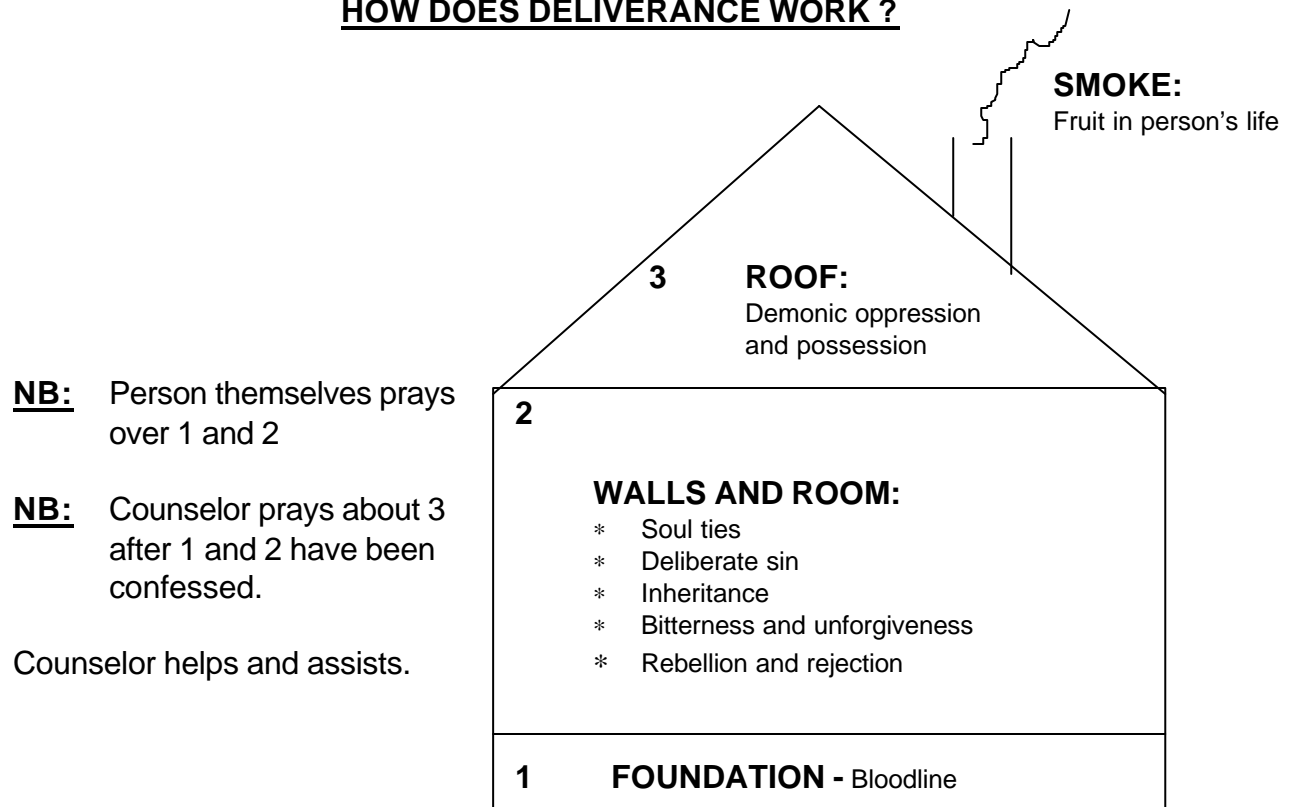 HOW DOES DELIVERANCE WORK ?
SMOKE:
Fruit in person's life
3 ROOF:
Demonic oppression
and possession
NB: Person themselves prays
over 1 and 2
NB: Counselor prays about 3
after 1 and 2 have been
confessed.
Counselor helps and assists.
2
WALLS AND ROOM:
* Soul ties
* Deliberate sin
* Inheritance
* Bitterness and unforgiveness
* Rebellion and rejection
1 FOUNDATION - Bloodline